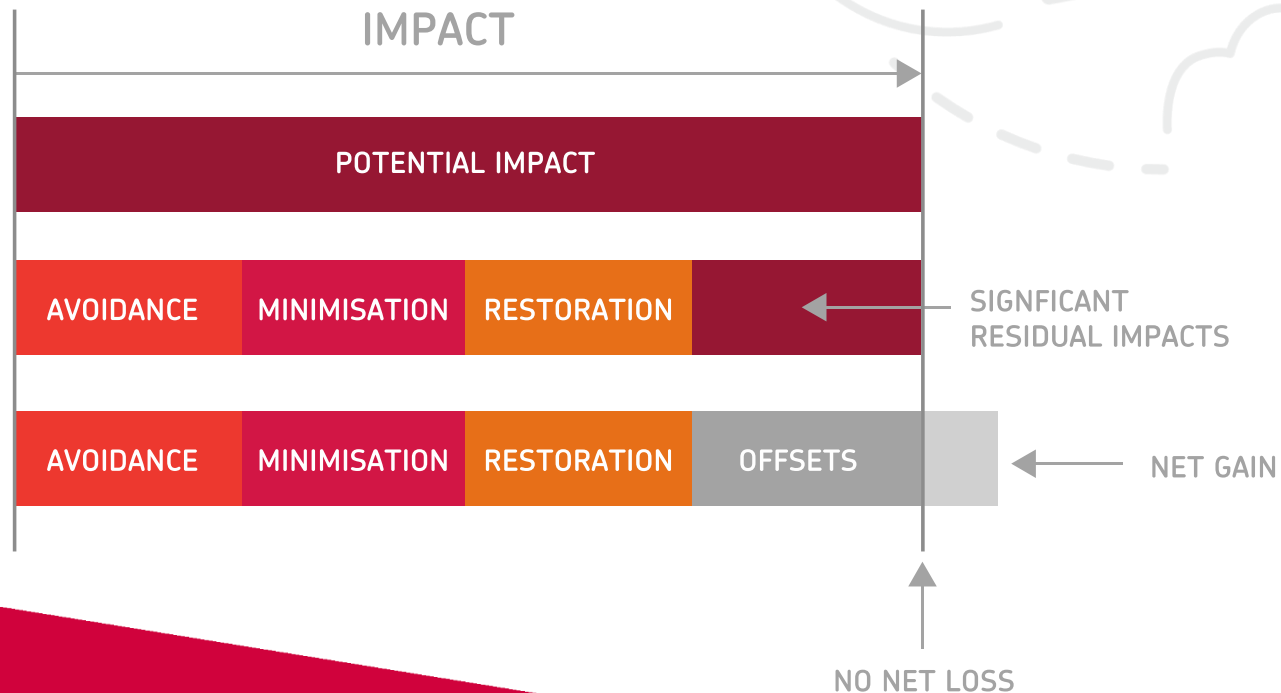 IMPACT
POTENTIAL IMPACT
AVOIDANCE MINIMISATION RESTORATION
SIGNFICANT
RESIDUAL IMPACTS
AVOIDANCE MINIMISATION RESTORATION OFFSETS
NET GAIN
NO NET LOSS